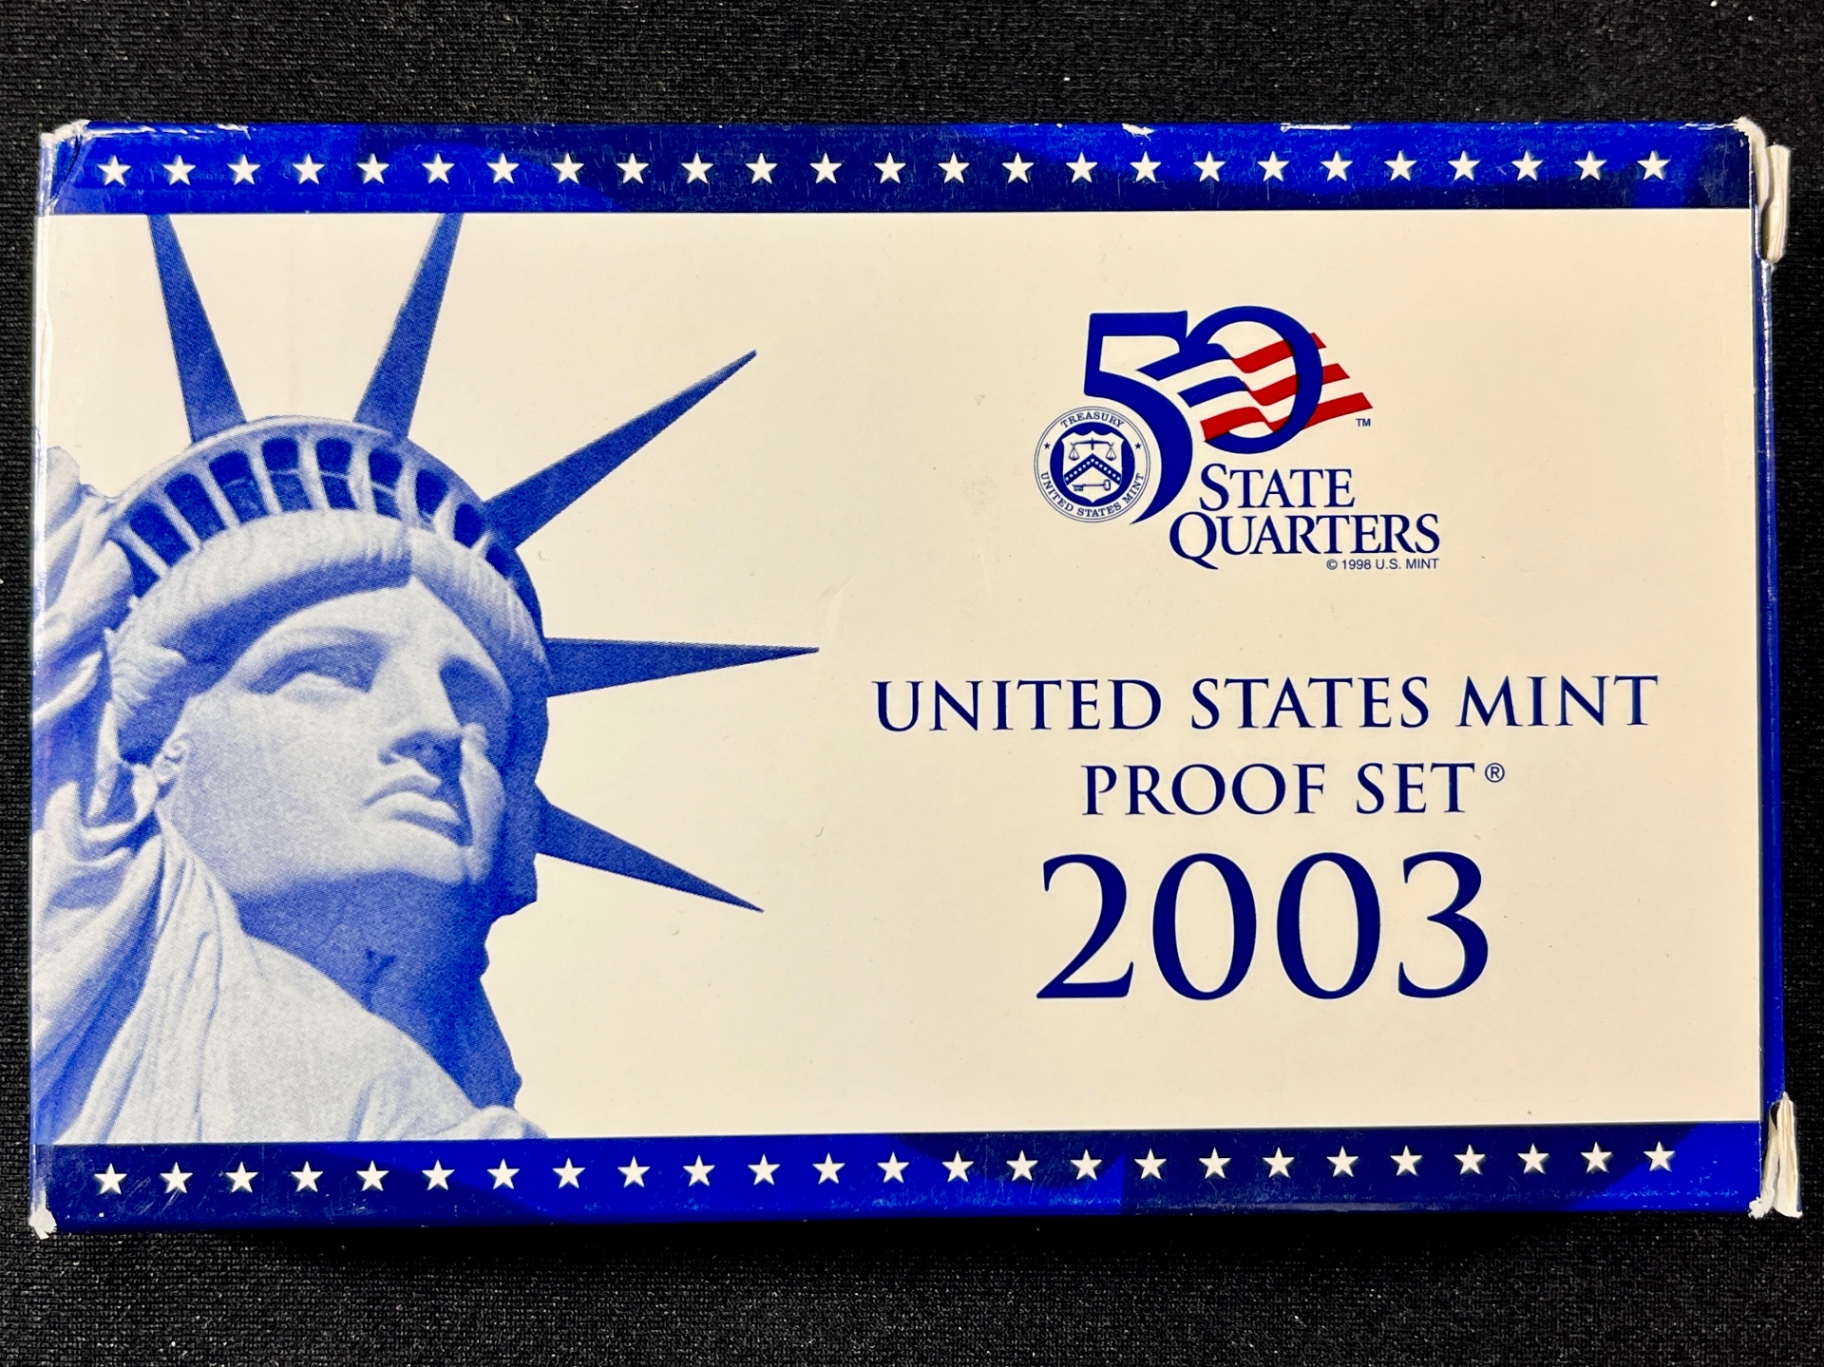 50
TM
TREASURY
UNITED STATES MINT
STATE
QUARTERS
© 1998 U.S. MINT
UNITED STATES MINT
PROOF SET®
2003